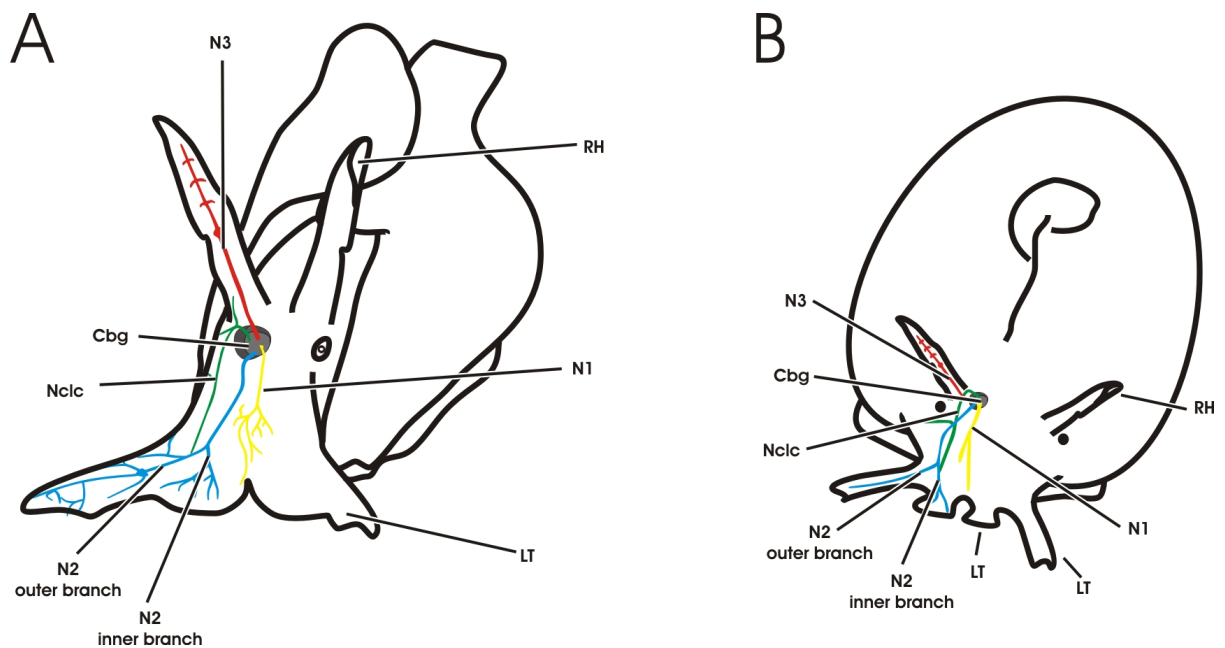 A
N3
RH
Cbg
Nclc
N1
N2
outer branch
N2
inner branch
LT
B
N3
Cbg
RH
Nclc
N2
outer branch
N1
N2
inner branch
LT
LT